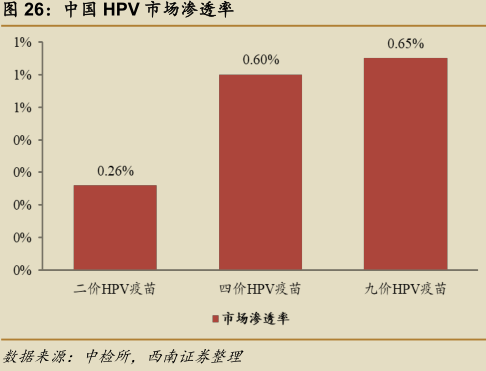 图 26：中国 HPV 市场渗透率
1%
1%
1%
0%
0%
0%
0%
0%
0.26%
0.60%
0.65%
二价HPV疫苗
四价HPV疫苗
九价HPV疫苗
市场渗透率
数据来源：中检所，西南证券整理